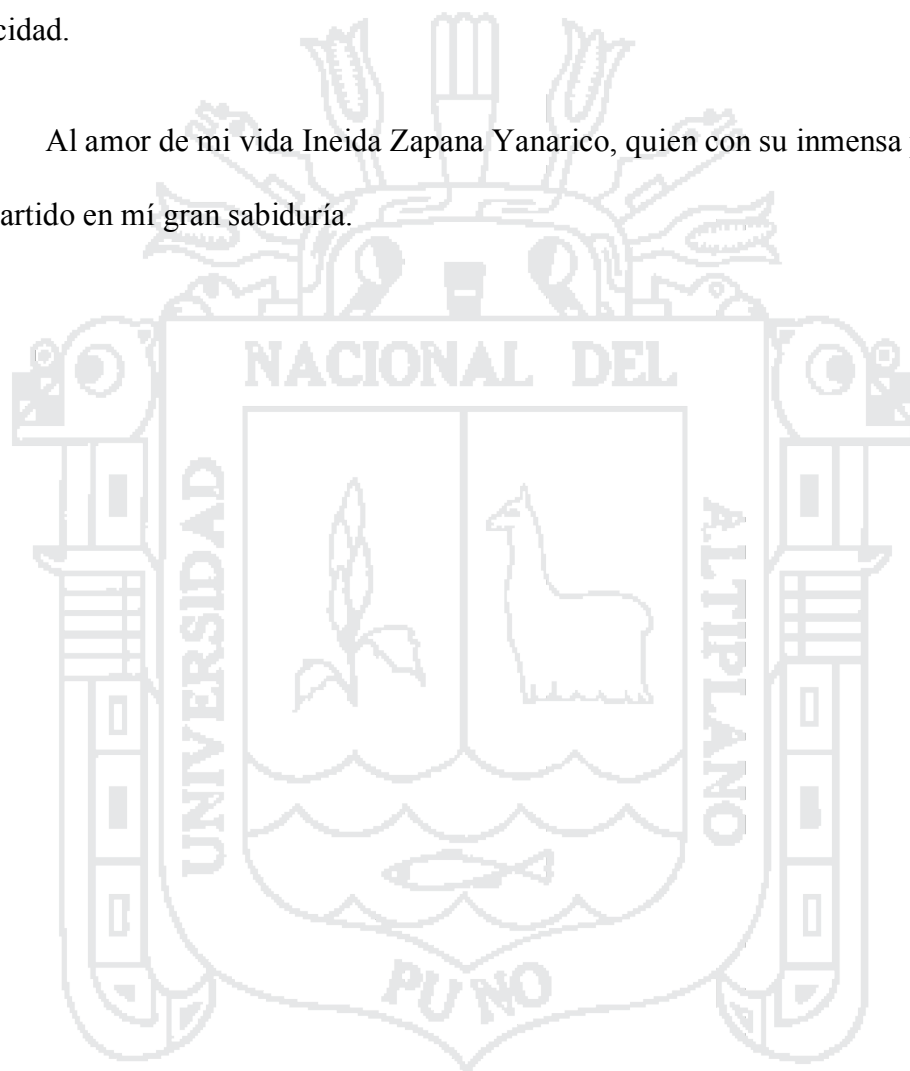 cidad.
Al amor de mi vida Ineida Zapana Yanarico, quien con su inmensa
artido en mí gran sabiduría.
NACIONAL DEL
UNIVERSIDAD
ALTIPLANO
PUNO